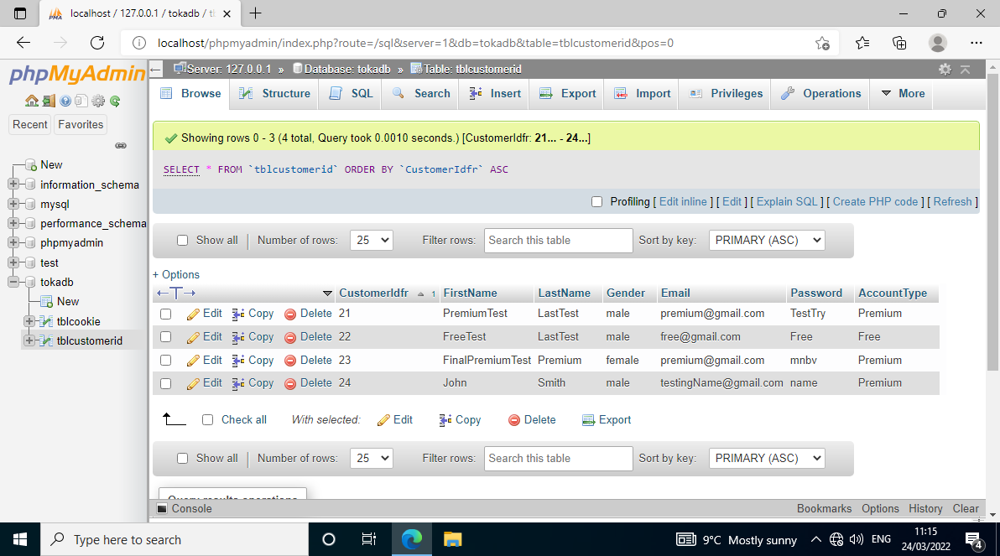 localhost / 127.0.0.1 / tokadb / t
localhost/phpmyadmin/index.php?route=/sql&server=1&db=tokadb&table=tblcustomerid&pos=0
phpMyAdmin
Server: 127.0.0.1 » Database: tokadb » Table: tblcustomerid
Browse Structure SQL Search Insert Export Import Privileges Operations More
Recent Favorites
New
information_schema
mysql
performance_schema
phpmyadmin
test
tokadb
New
tblcookie
tblcustomerid
Showing rows 0 - 3 (4 total, Query took 0.0010 seconds.) [CustomerIdfr: 21... - 24...]
SELECT * FROM `tblcustomerid` ORDER BY `CustomerIdfr` ASC
Profiling [ Edit inline ] [ Edit ] [ Explain SQL ] [ Create PHP code ] [ Refresh ]
Show all Number of rows: 25 Filter rows: Search this table Sort by key: PRIMARY (ASC)
+ Options
←T→ CustomerIdfr 1 FirstName LastName Gender Email Password AccountType
Edit Copy Delete 21 PremiumTest LastTest male premium@gmail.com TestTry Premium
Edit Copy Delete 22 FreeTest LastTest male free@gmail.com Free Free
Edit Copy Delete 23 FinalPremiumTest Premium female premium@gmail.com mnbv Premium
Edit Copy Delete 24 John Smith male testingName@gmail.com name Premium
Check all With selected: Edit Copy Delete Export
Show all Number of rows: 25 Filter rows: Search this table Sort by key: PRIMARY (ASC)
Query results operations
Console Bookmarks Options History Clear
Type here to search
9°C Mostly sunny ENG 11:15
24/03/2022 4